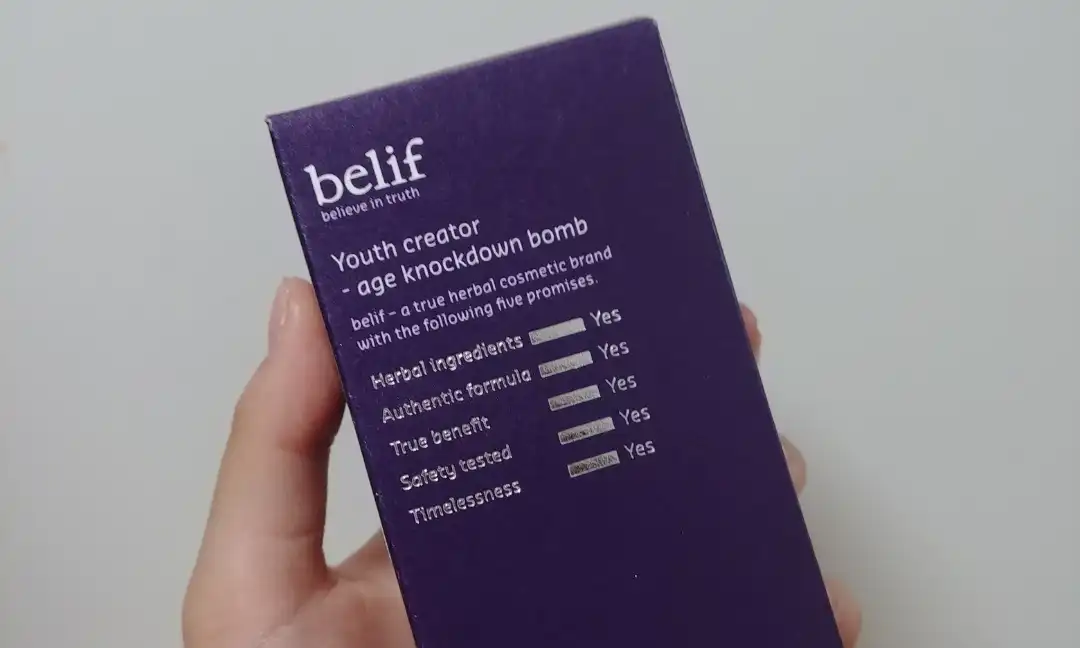 belif
believe in truth
Youth creator
- age knockdown bomb
belif – a true herbal cosmetic brand
with the following five promises.
Herbal ingredients Yes
Authentic formula Yes
True benefit Yes
Safety tested Yes
Timelessness Yes